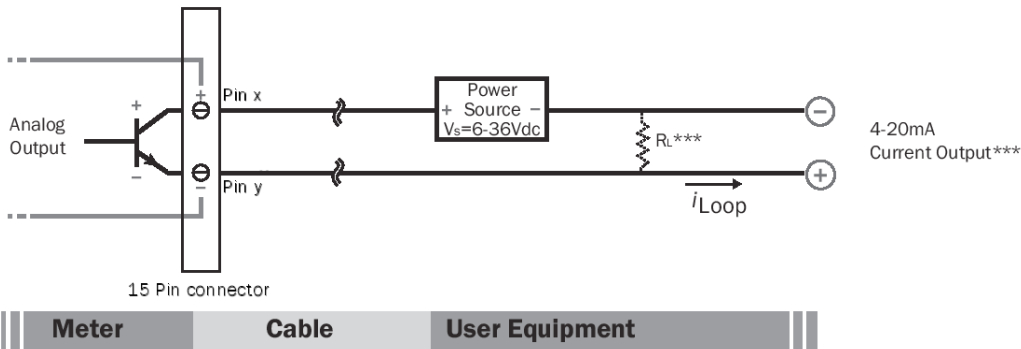 Pin x
Power
+ Source −
Vs=6-36Vdc
−
+
+
Analog
Output
RL***
4-20mA
Current Output***
−
−
Pin y
+
iLoop
15 Pin connector
Meter
Cable
User Equipment